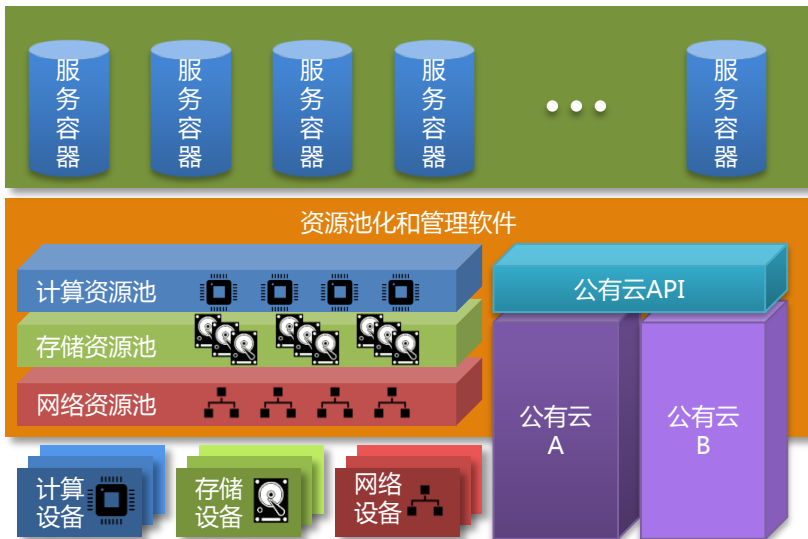 服务容器
服务容器
服务容器
服务容器
...
服务容器
资源池化和管理软件
计算资源池
公有云API
存储资源池
网络资源池
公有云
A
公有云
B
计算
设备
存储
设备
网络
设备